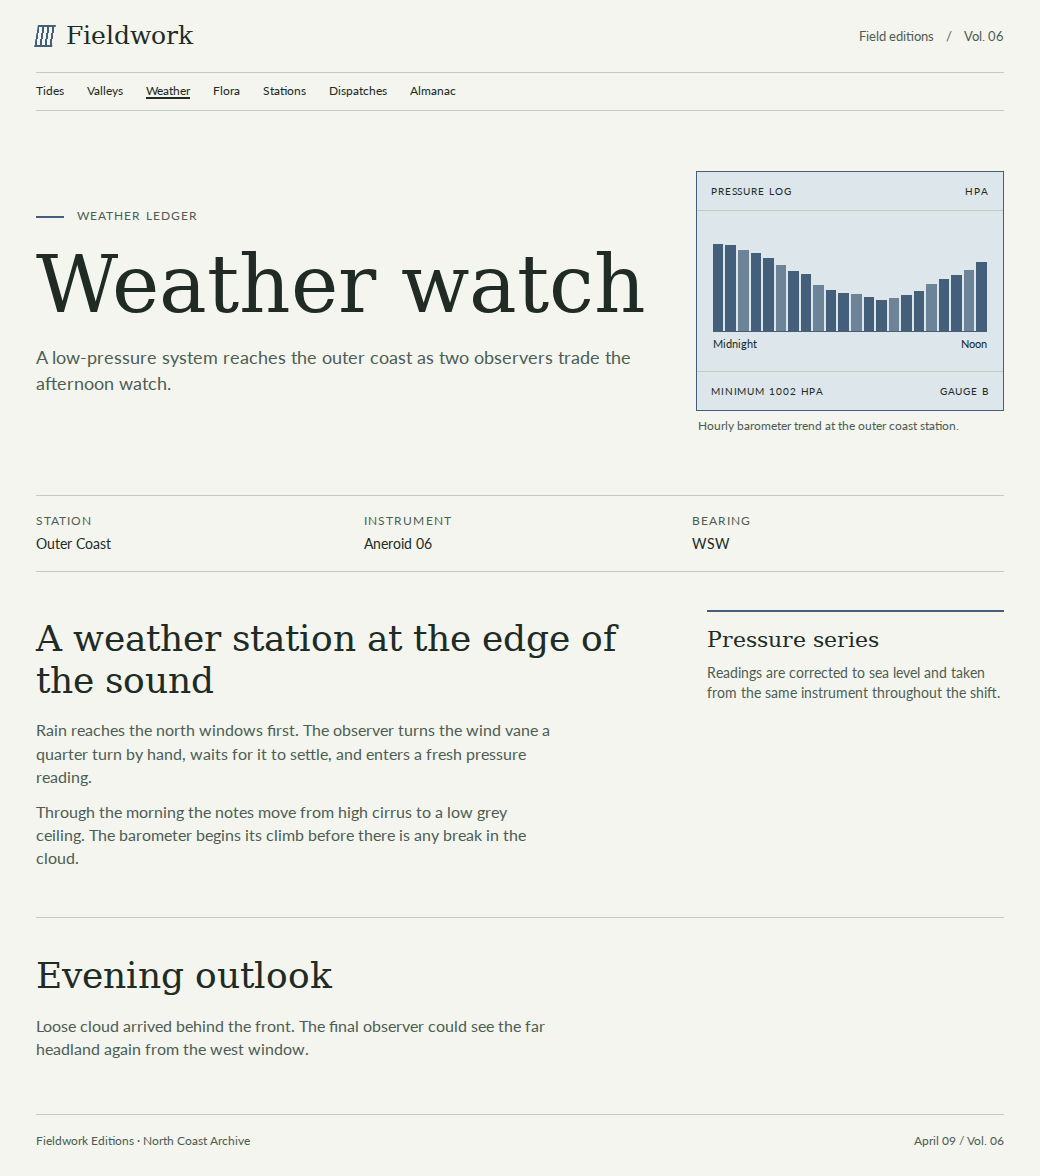 Fieldwork
Field editions / Vol. 06
Tides Valleys Weather Flora Stations Dispatches Almanac
WEATHER LEDGER
Weather watch
A low-pressure system reaches the outer coast as two observers trade the
afternoon watch.
PRESSURE LOG HPA
Midnight Noon
MINIMUM 1002 HPA GAUGE B
Hourly barometer trend at the outer coast station.
STATION
Outer Coast
INSTRUMENT
Aneroid 06
BEARING
WSW
A weather station at the edge of
the sound
Rain reaches the north windows first. The observer turns the wind vane a
quarter turn by hand, waits for it to settle, and enters a fresh pressure
reading.
Through the morning the notes move from high cirrus to a low grey
ceiling. The barometer begins its climb before there is any break in the
cloud.
Pressure series
Readings are corrected to sea level and taken
from the same instrument throughout the shift.
Evening outlook
Loose cloud arrived behind the front. The final observer could see the far
headland again from the west window.
Fieldwork Editions · North Coast Archive
April 09 / Vol. 06